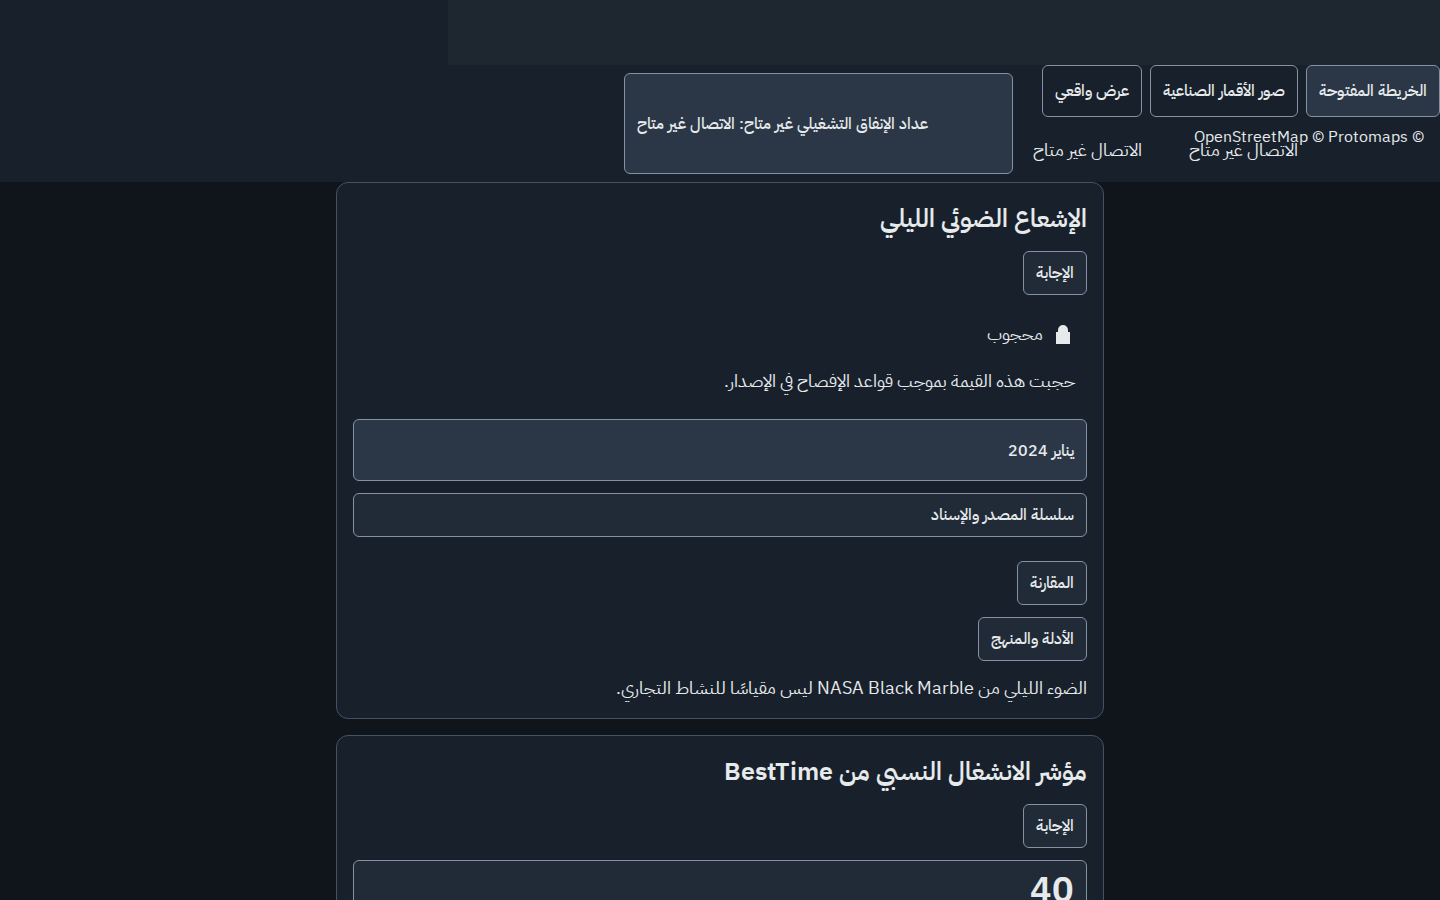 الخريطة المفتوحة
صور الأقمار الصناعية
عرض واقعي
عداد الإنفاق التشغيلي غير متاح: الاتصال غير متاح
© OpenStreetMap © Protomaps
الاتصال غير متاح
الاتصال غير متاح
الإشعاع الضوئي الليلي
الإجابة
محجوب
حجبت هذه القيمة بموجب قواعد الإفصاح في الإصدار.
يناير 2024
سلسلة المصدر والإسناد
المقارنة
الأدلة والمنهج
الضوء الليلي من NASA Black Marble ليس مقياسًا للنشاط التجاري.
مؤشر الانشغال النسبي من BestTime
الإجابة
40